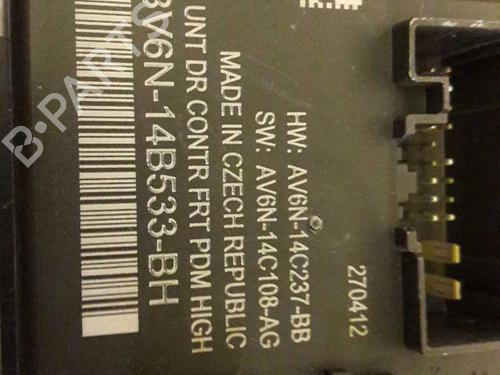 V6N-14B533-BH
UNT DR CONTR FRT PDM HIGH
MADE IN CZECH REPUBLIC
SW: AV6N-14C108-AG
HW: AV6N-14C237-BB
270412
B-PARTS